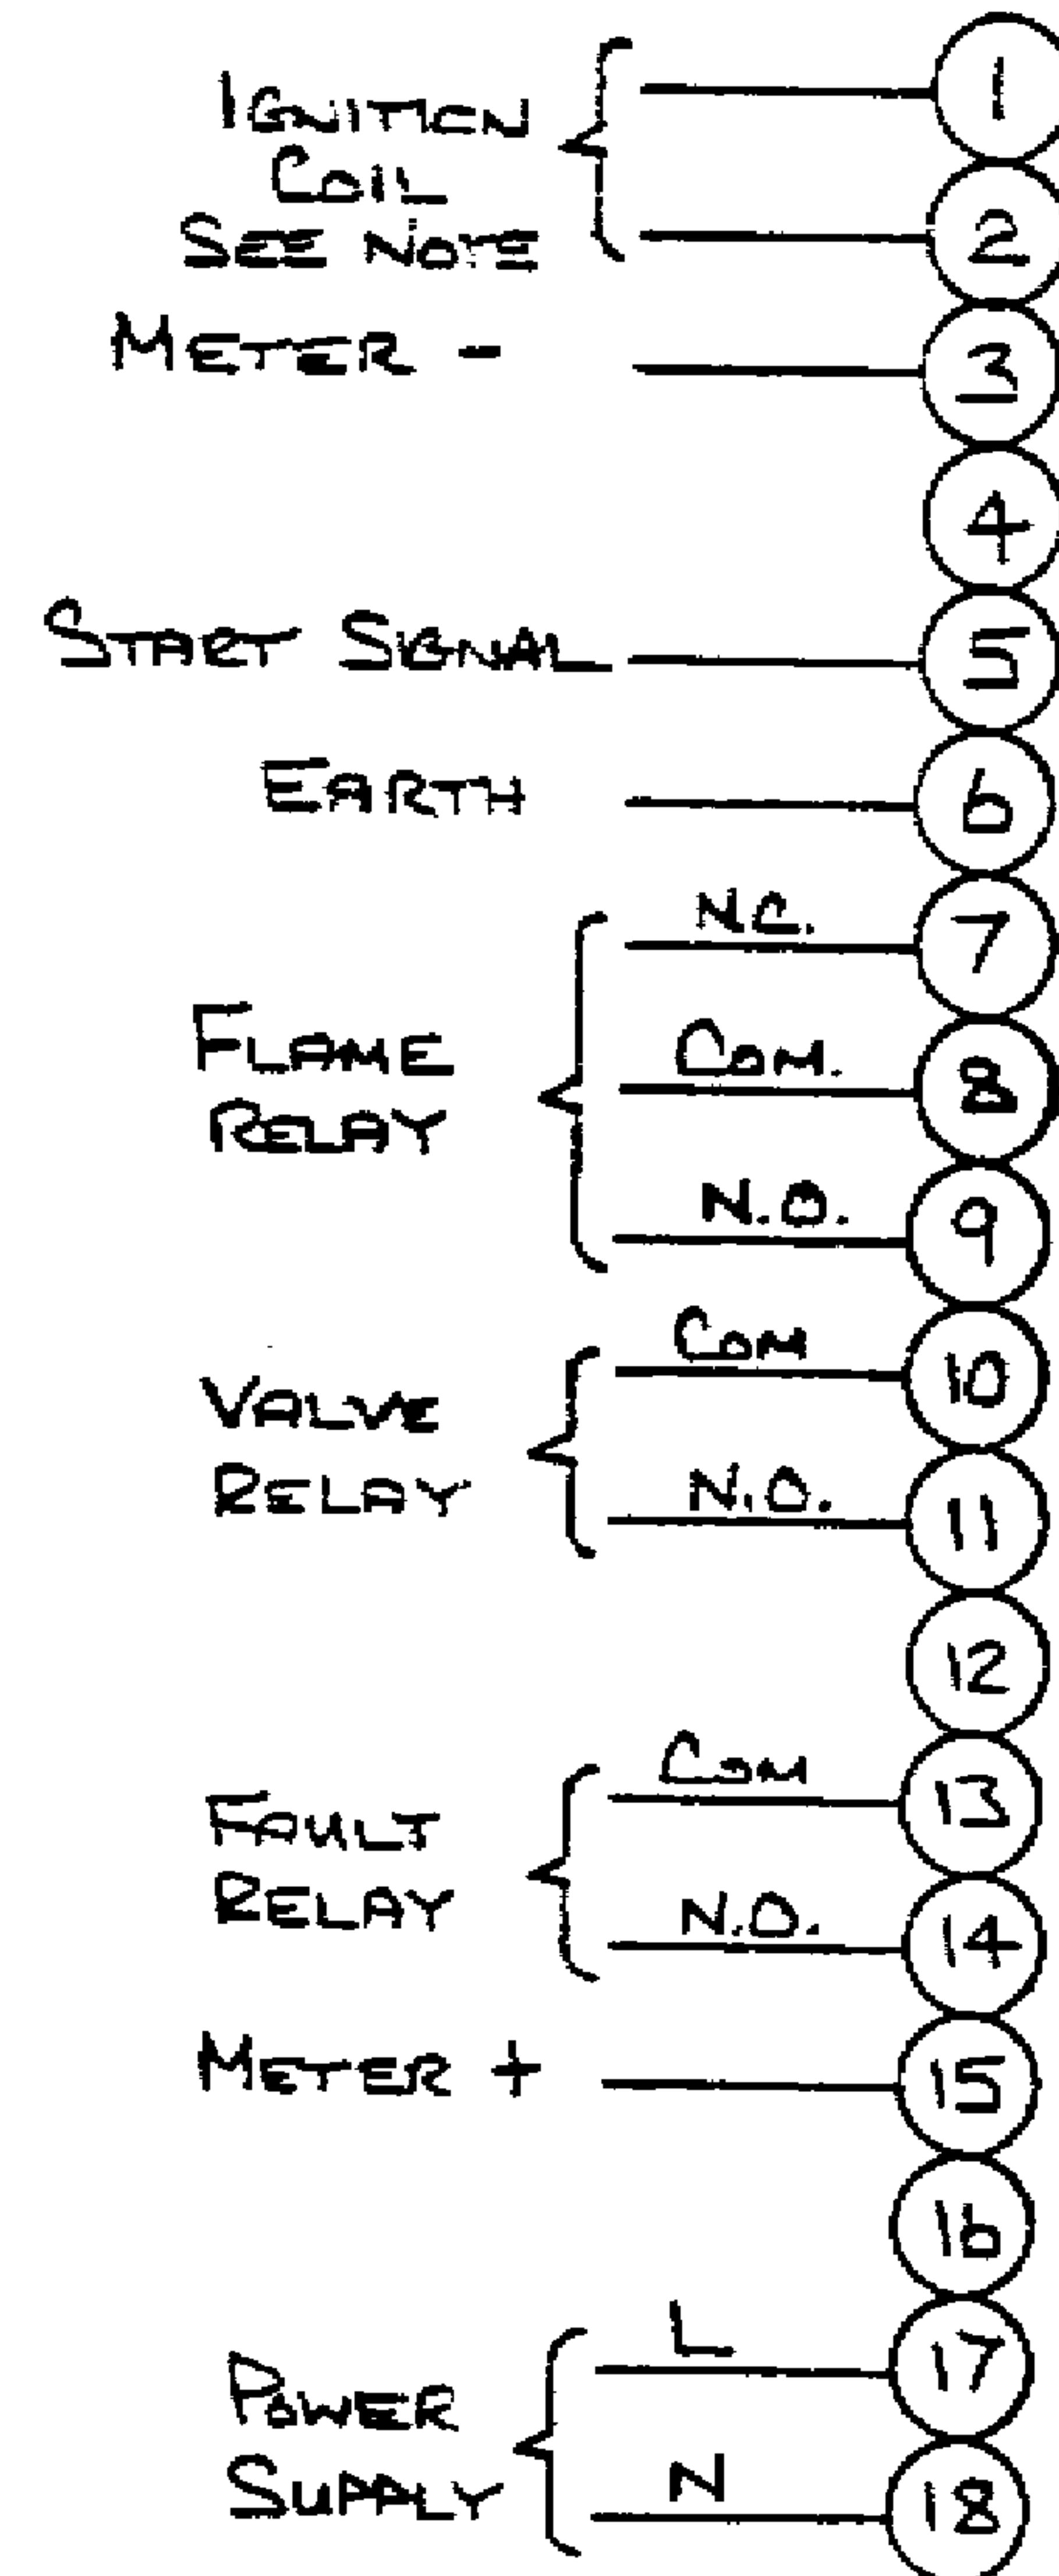 IGNITION
COIL
SEE NOTE
1
2
METER - 3
4
START SIGNAL 5
EARTH 6
FLAME
RELAY
N.C. 7
COM. 8
N.O. 9
VALVE
RELAY
COM 10
N.O. 11
12
FAULT
RELAY
COM 13
N.O. 14
METER + 15
16
POWER
SUPPLY
L 17
N 18